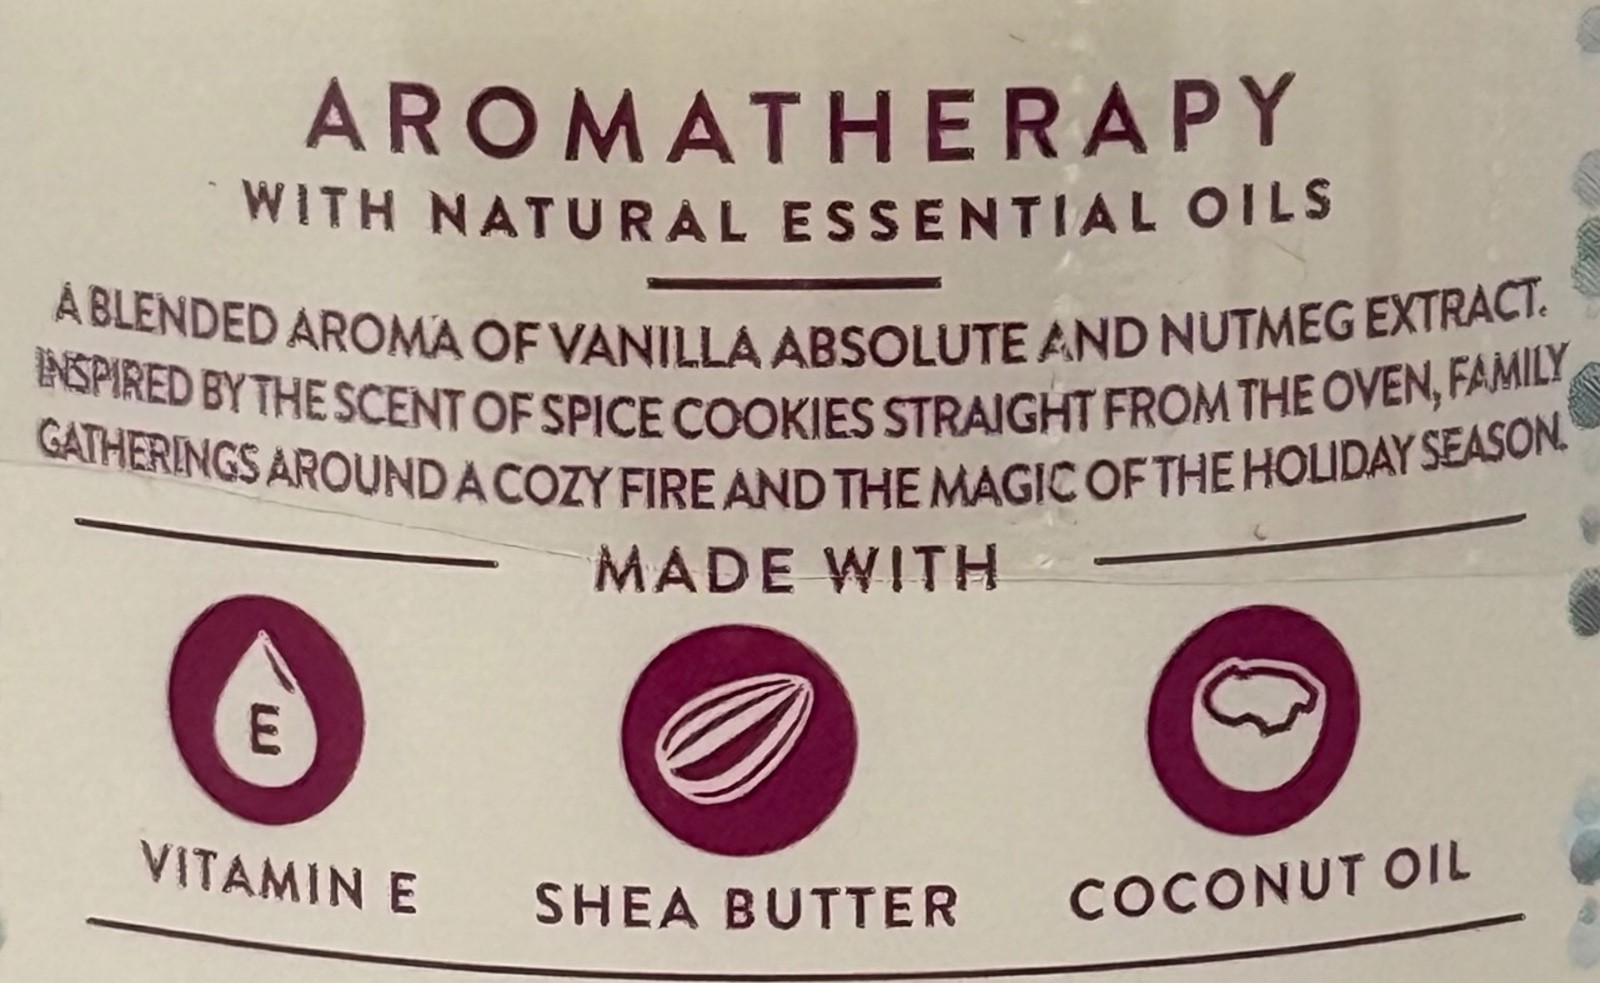 AROMATHERAPY
WITH NATURAL ESSENTIAL OILS
A BLENDED AROMA OF VANILLA ABSOLUTE AND NUTMEG EXTRACT.
INSPIRED BY THE SCENT OF SPICE COOKIES STRAIGHT FROM THE OVEN, FAMILY
GATHERINGS AROUND A COZY FIRE AND THE MAGIC OF THE HOLIDAY SEASON.
MADE WITH
E
VITAMIN E
SHEA BUTTER
COCONUT OIL